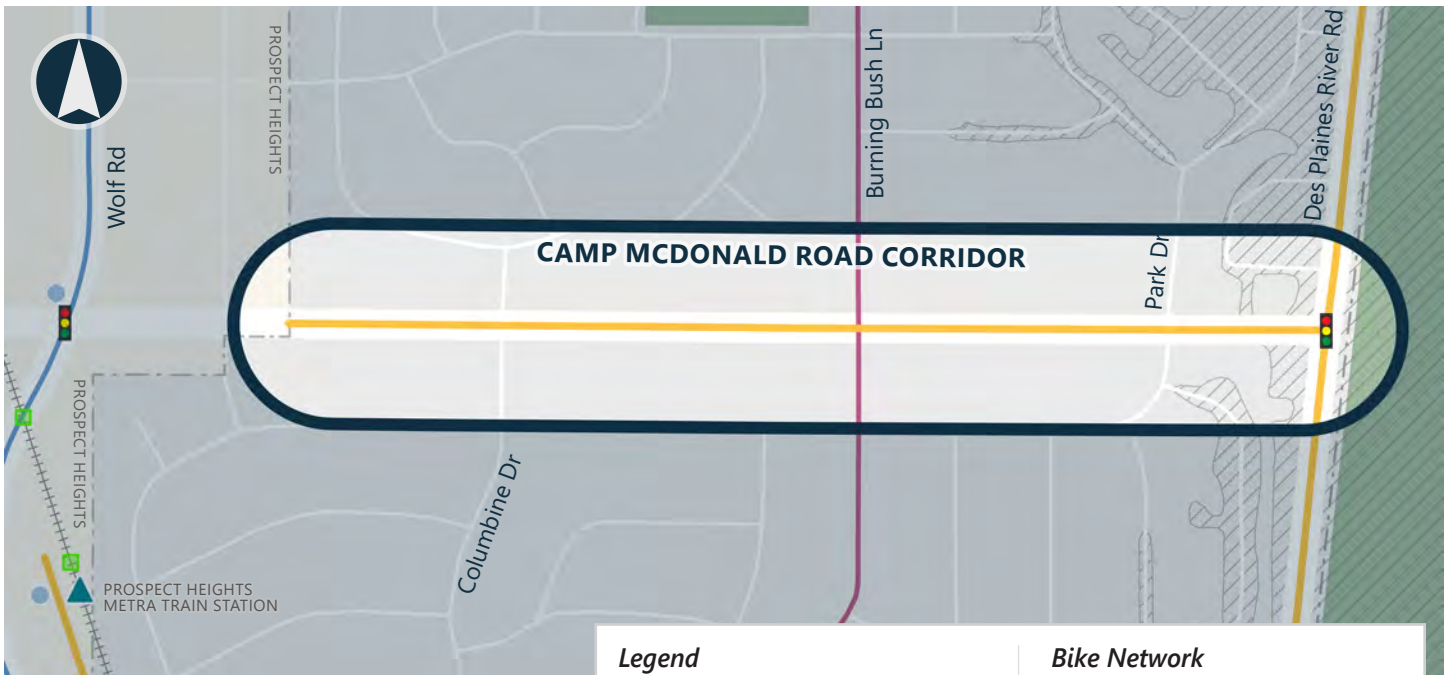 PROSPECT HEIGHTS
Wolf Rd
Burning Bush Ln
Des Plaines River Rd
CAMP MCDONALD ROAD CORRIDOR
Park Dr
PROSPECT HEIGHTS
Columbine Dr
PROSPECT HEIGHTS
METRA TRAIN STATION
Legend
Bike Network